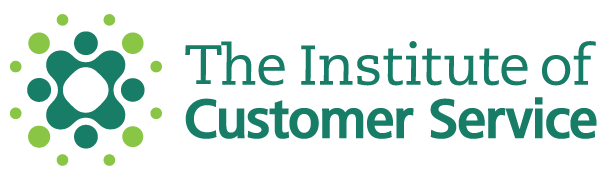 The Institute of
Customer Service